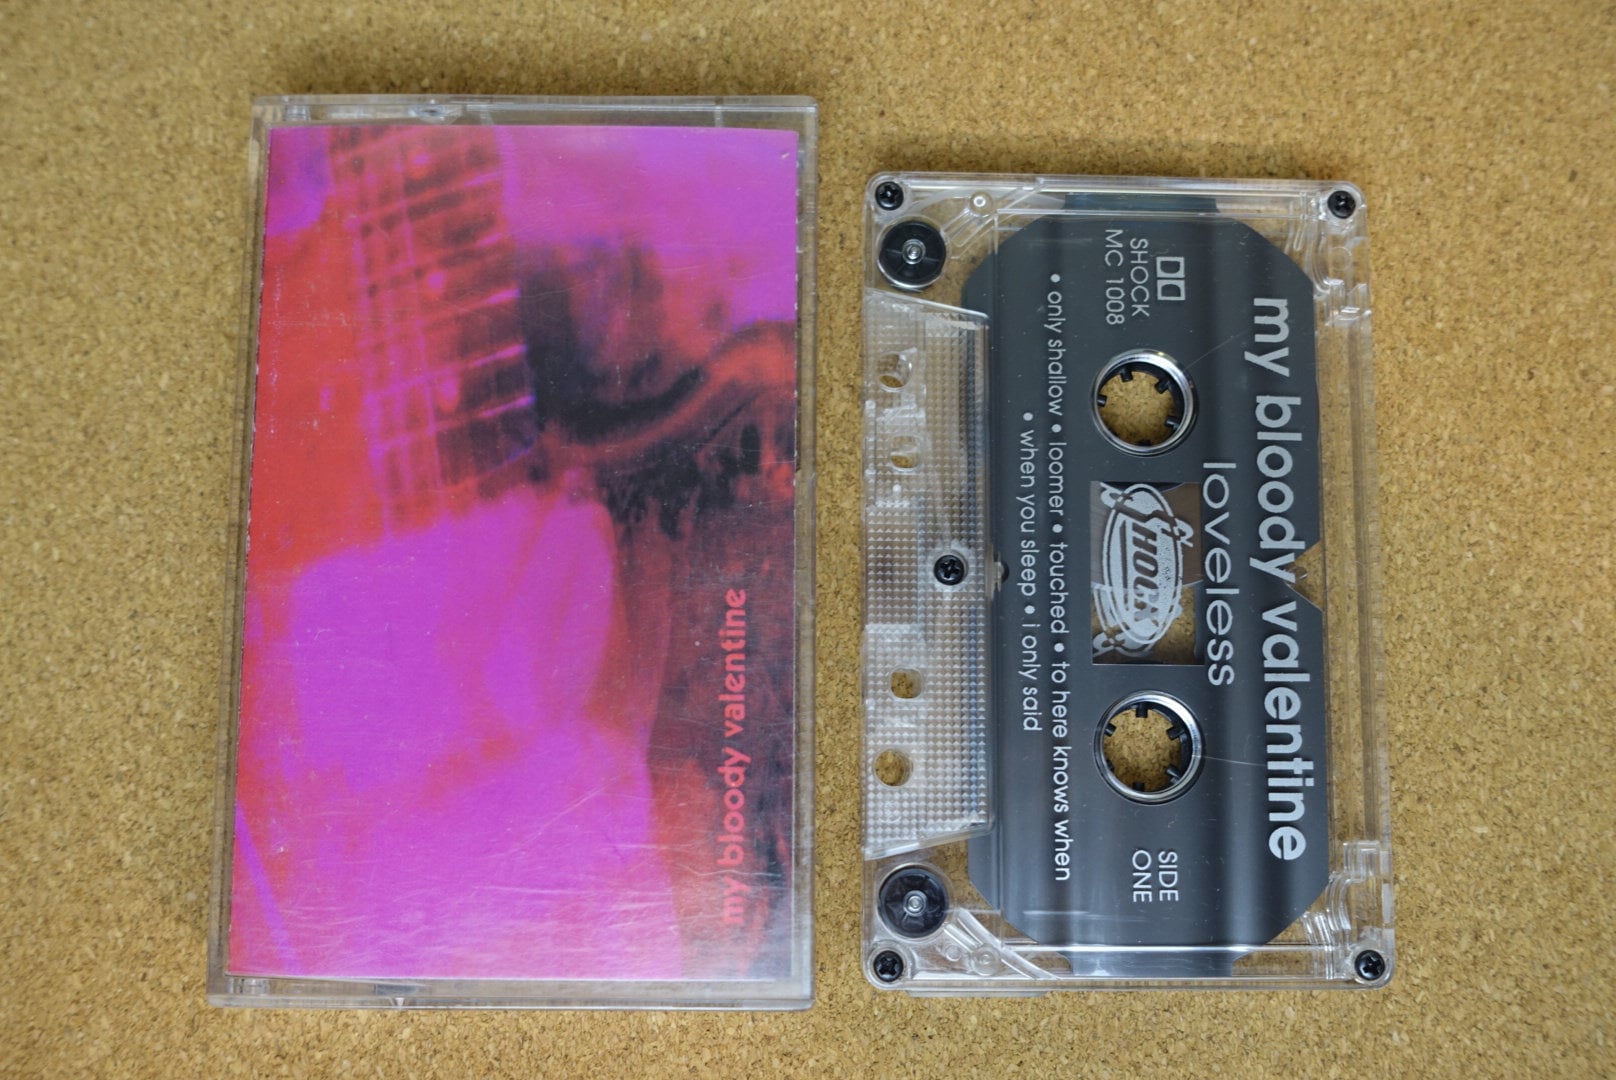 my bloody valentine
my bloody valentine
loveless
SHOCK
MC 1008
SHOCK
SIDE
ONE
• only shallow • loomer • touched • to here knows when
• when you sleep • i only said